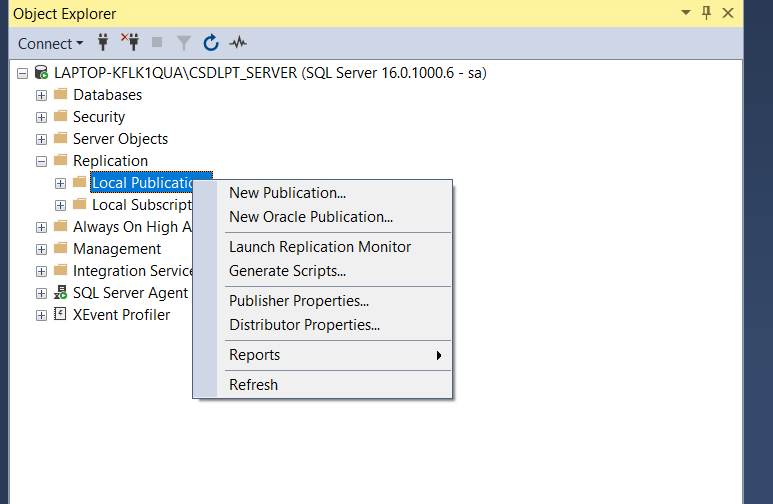 Object Explorer
Connect
LAPTOP-KFLK1QUA\CSDLPT_SERVER (SQL Server 16.0.1000.6 - sa)
Databases
Security
Server Objects
Replication
Local Publication
Local Subscript
Always On High A
Management
Integration Service
SQL Server Agent
XEvent Profiler
New Publication...
New Oracle Publication...
Launch Replication Monitor
Generate Scripts...
Publisher Properties...
Distributor Properties...
Reports
Refresh